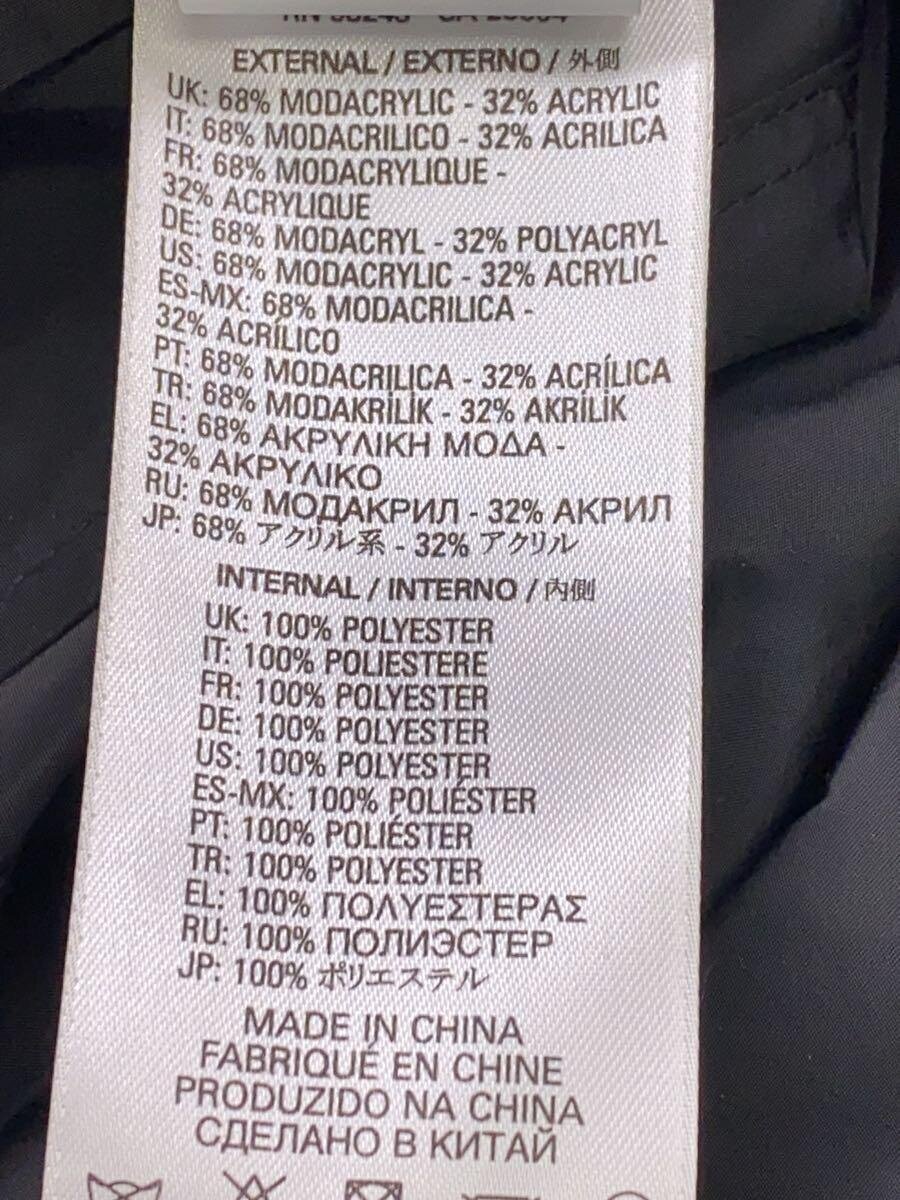 EXTERNAL / EXTERNO / 外側
UK: 68% MODACRYLIC - 32% ACRYLIC
IT: 68% MODACRILICO - 32% ACRILICA
FR: 68% MODACRYLIQUE -
32% ACRYLIQUE
DE: 68% MODACRYL - 32% POLYACRYL
US: 68% MODACRYLIC - 32% ACRYLIC
ES-MX: 68% MODACRILICA -
32% ACRÍLICO
PT: 68% MODACRILICA - 32% ACRÍLICA
TR: 68% MODAKRİLİK - 32% AKRİLİK
EL: 68% ΑΚΡΥΛΙΚΗ ΜΟΔΑ -
32% ΑΚΡΥΛΙΚΟ
RU: 68% МОДАКРИЛ - 32% АКРИЛ
JP: 68% アクリル系 - 32% アクリル
INTERNAL / INTERNO / 内側
UK: 100% POLYESTER
IT: 100% POLIESTERE
FR: 100% POLYESTER
DE: 100% POLYESTER
US: 100% POLYESTER
ES-MX: 100% POLIÉSTER
PT: 100% POLIÉSTER
TR: 100% POLYESTER
EL: 100% ΠΟΛΥΕΣΤΕΡΑΣ
RU: 100% ПОЛИЭСТЕР
JP: 100% ポリエステル
MADE IN CHINA
FABRIQUÉ EN CHINE
PRODUZIDO NA CHINA
СДЕЛАНО В КИТАЙ